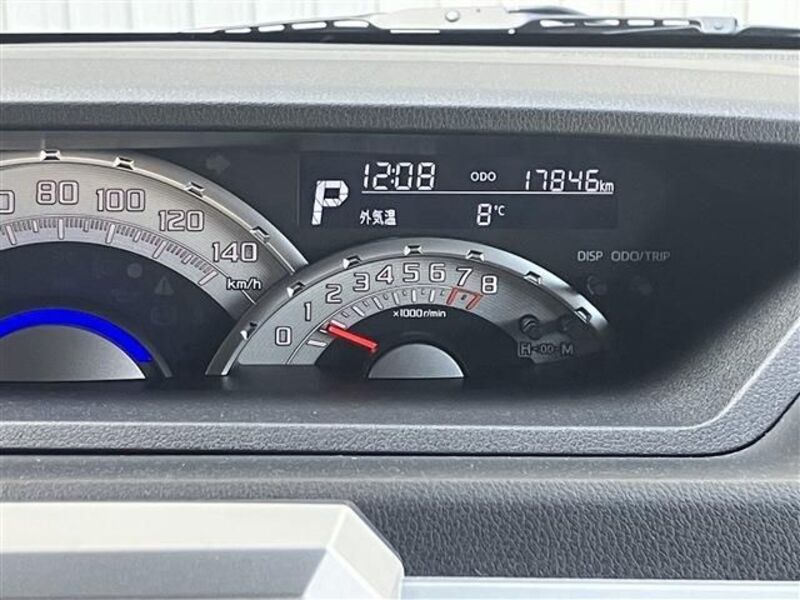 80 100 120 140
km/h
P 12:08 ODO 17846km
外気温 8℃
DISP ODO/TRIP
0 1 2 3 4 5 6 7 8
×1000r/min
H-00-M